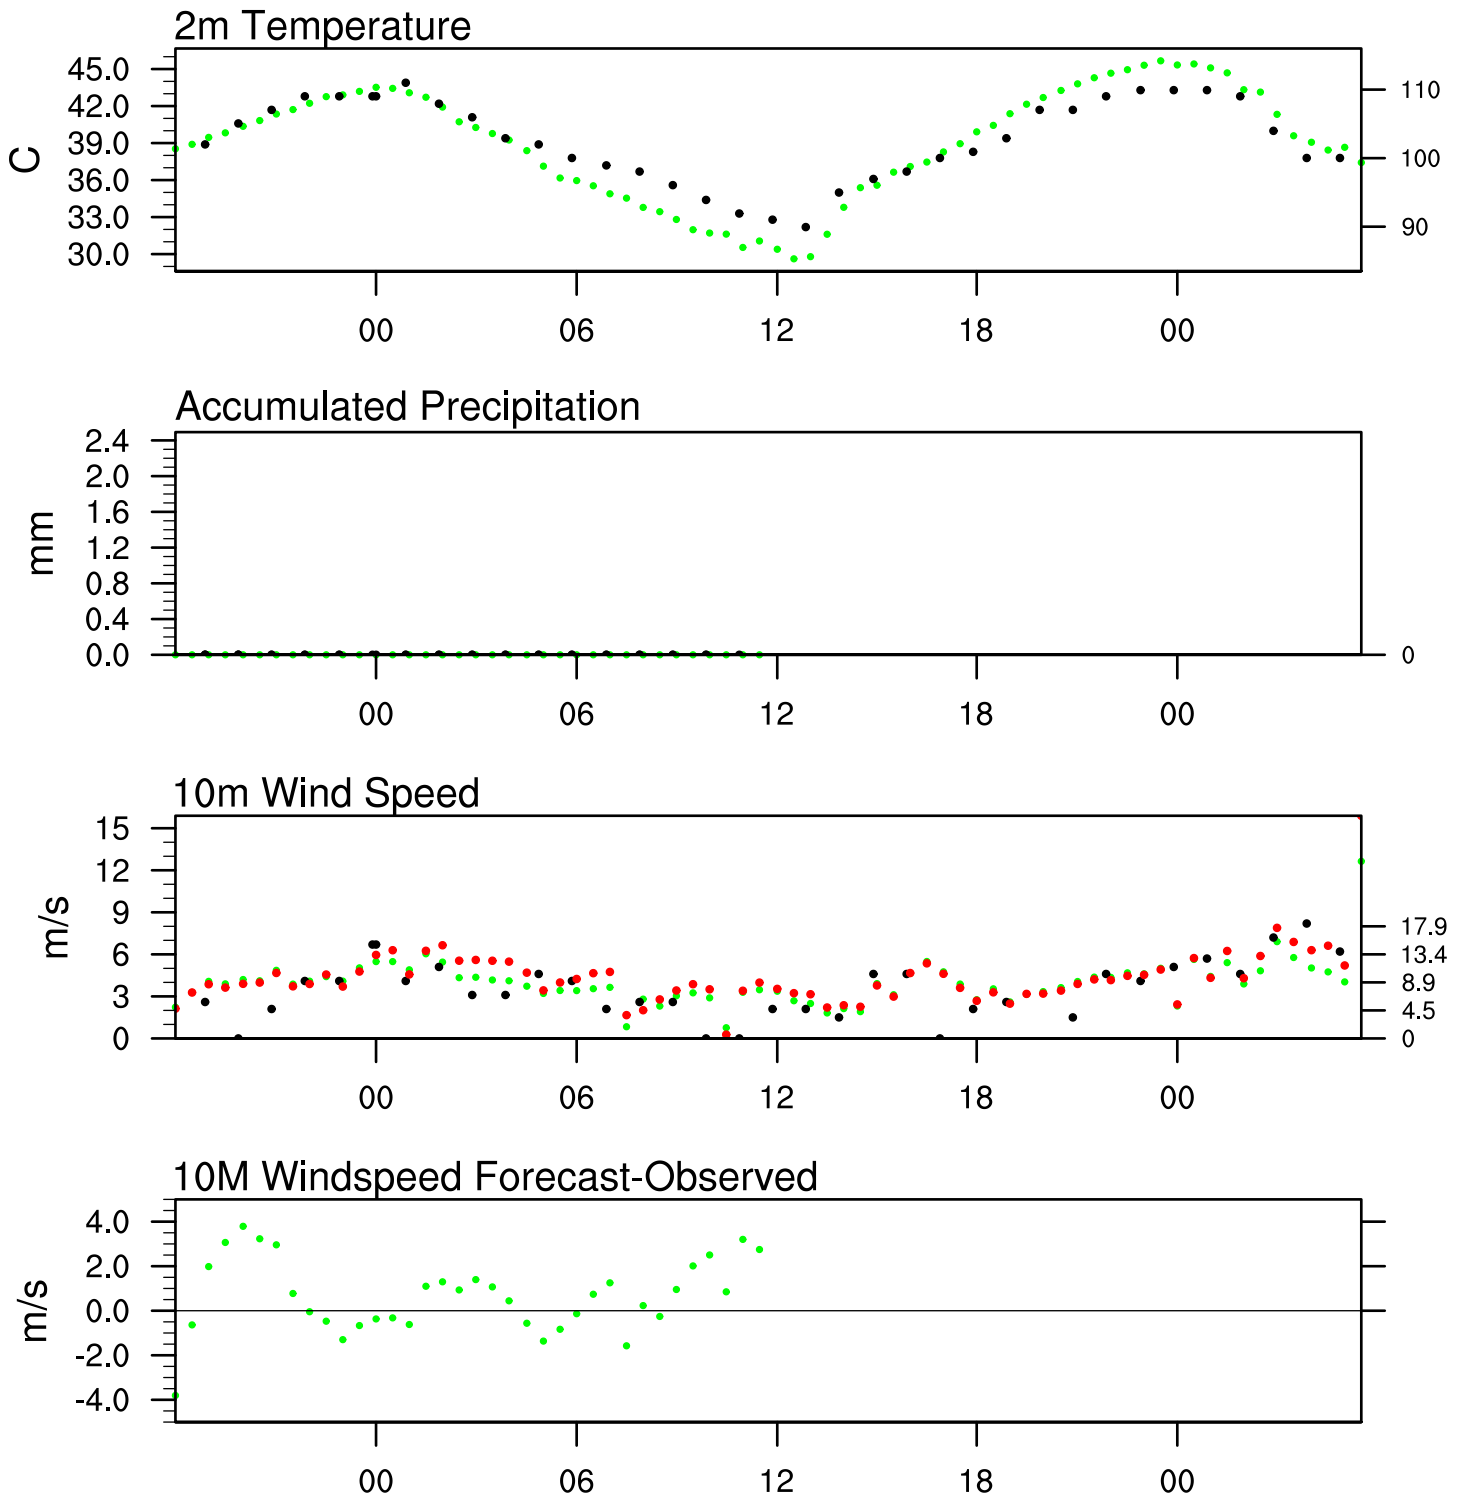 2m Temperature
45.0
42.0
39.0
36.0
33.0
30.0
C
110
100
90
00 06 12 18 00
Accumulated Precipitation
2.4
2.0
1.6
1.2
0.8
0.4
0.0
mm
0
00 06 12 18 00
10m Wind Speed
15
12
9
6
3
0
m/s
17.9
13.4
8.9
4.5
0
00 06 12 18 00
10M Windspeed Forecast-Observed
4.0
2.0
0.0
-2.0
-4.0
m/s
00 06 12 18 00